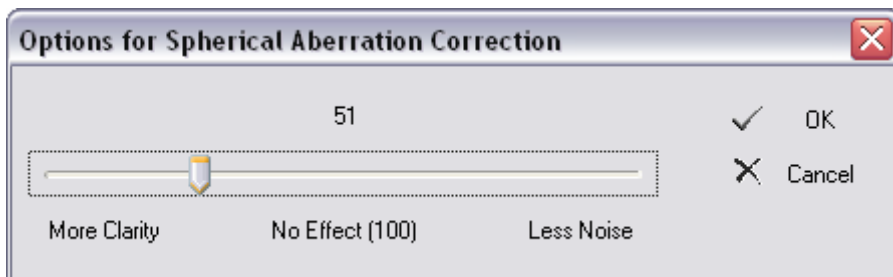 Options for Spherical Aberration Correction
51
OK
Cancel
More Clarity No Effect (100) Less Noise